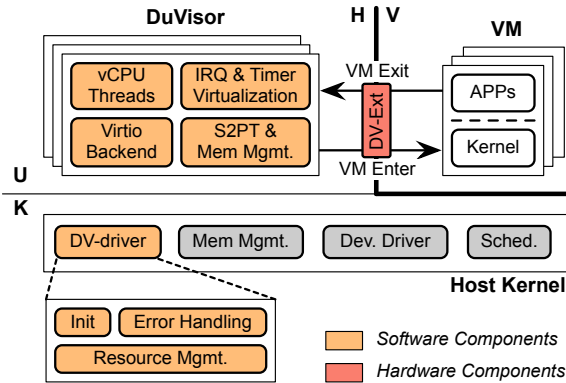 DuVisor
H V
VM
vCPU
Threads
IRQ & Timer
Virtualization
VM Exit
APPs
DV-Ext
Virtio
Backend
S2PT &
Mem Mgmt.
Kernel
VM Enter
U
K
DV-driver
Mem Mgmt.
Dev. Driver
Sched.
Host Kernel
Init
Error Handling
Resource Mgmt.
Software Components
Hardware Components